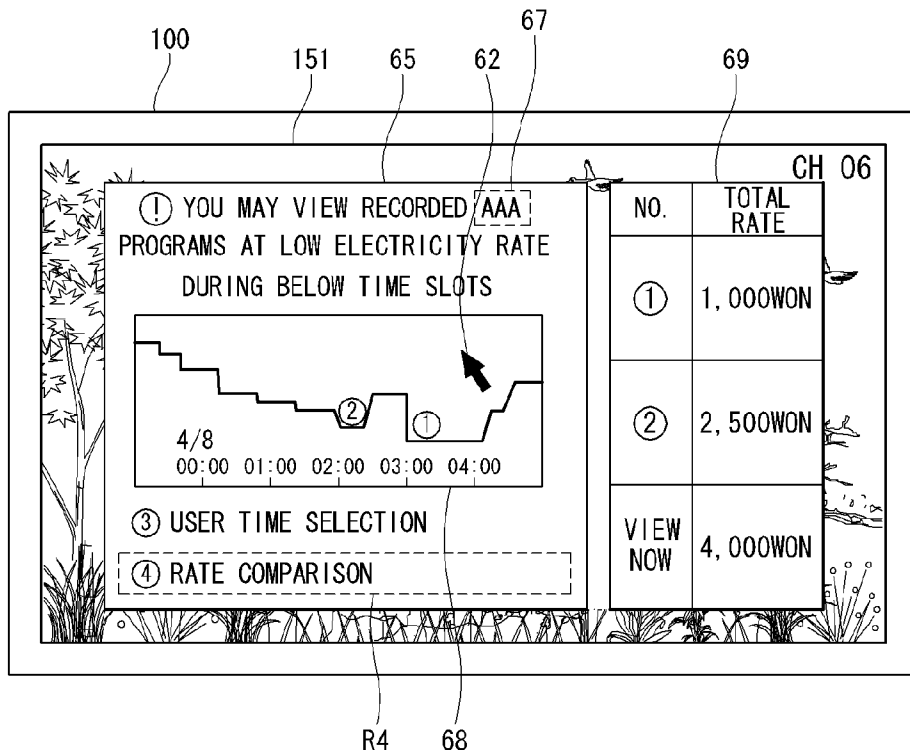 67
100
151
65
62
69
CH 06
! YOU MAY VIEW RECORDED AAA
PROGRAMS AT LOW ELECTRICITY RATE
DURING BELOW TIME SLOTS
②
①
4/8
00:00 01:00 02:00 03:00 04:00
③ USER TIME SELECTION
④ RATE COMPARISON
NO. TOTAL RATE
① 1,000WON
② 2,500WON
VIEW NOW 4,000WON
R4
68